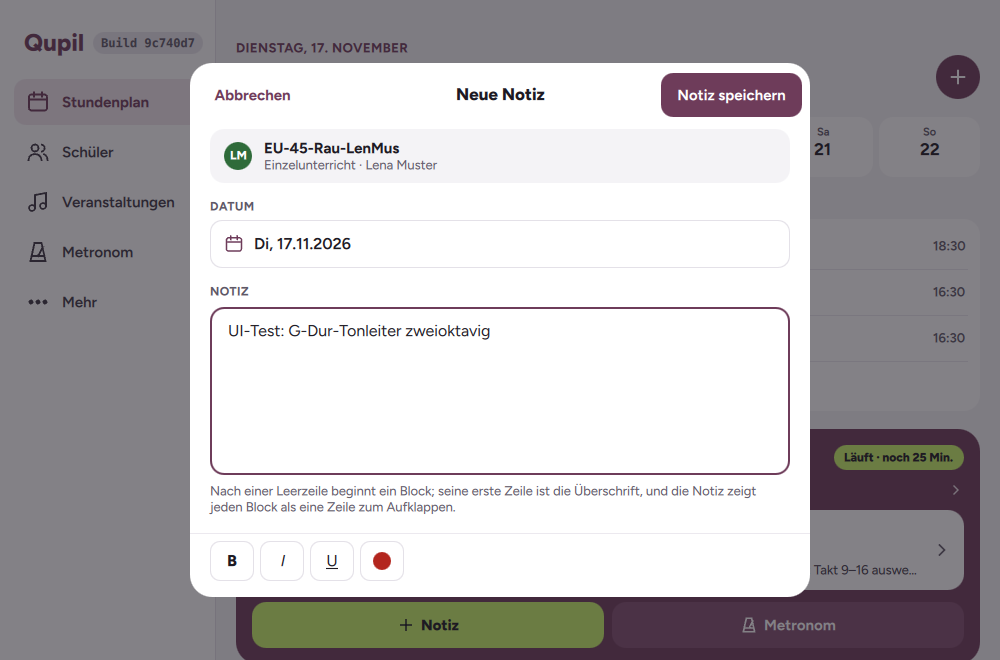 Qupil Build 9c740d7
Stundenplan
Schüler
Veranstaltungen
Metronom
Mehr
DIENSTAG, 17. NOVEMBER
Sa
21
So
22
18:30
16:30
16:30
Läuft · noch 25 Min.
Takt 9–16 auswe...
Notiz
Metronom
Abbrechen
Neue Notiz
Notiz speichern
LM
EU-45-Rau-LenMus
Einzelunterricht · Lena Muster
DATUM
Di, 17.11.2026
NOTIZ
UI-Test: G-Dur-Tonleiter zweioktavig
Nach einer Leerzeile beginnt ein Block; seine erste Zeile ist die Überschrift, und die Notiz zeigt
jeden Block als eine Zeile zum Aufklappen.
B I U